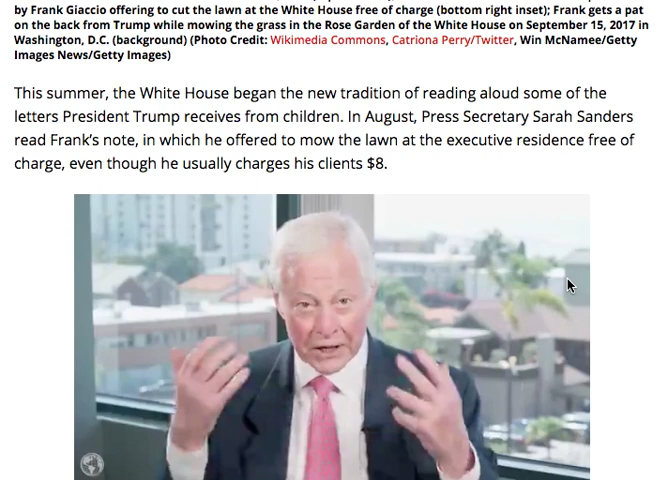 by Frank Giaccio offering to cut the lawn at the White House free of charge (bottom right inset); Frank gets a pat
on the back from Trump while mowing the grass in the Rose Garden of the White House on September 15, 2017 in
Washington, D.C. (background) (Photo Credit: Wikimedia Commons, Catriona Perry/Twitter, Win McNamee/Getty
Images News/Getty Images)
This summer, the White House began the new tradition of reading aloud some of the
letters President Trump receives from children. In August, Press Secretary Sarah Sanders
read Frank’s note, in which he offered to mow the lawn at the executive residence free of
charge, even though he usually charges his clients $8.